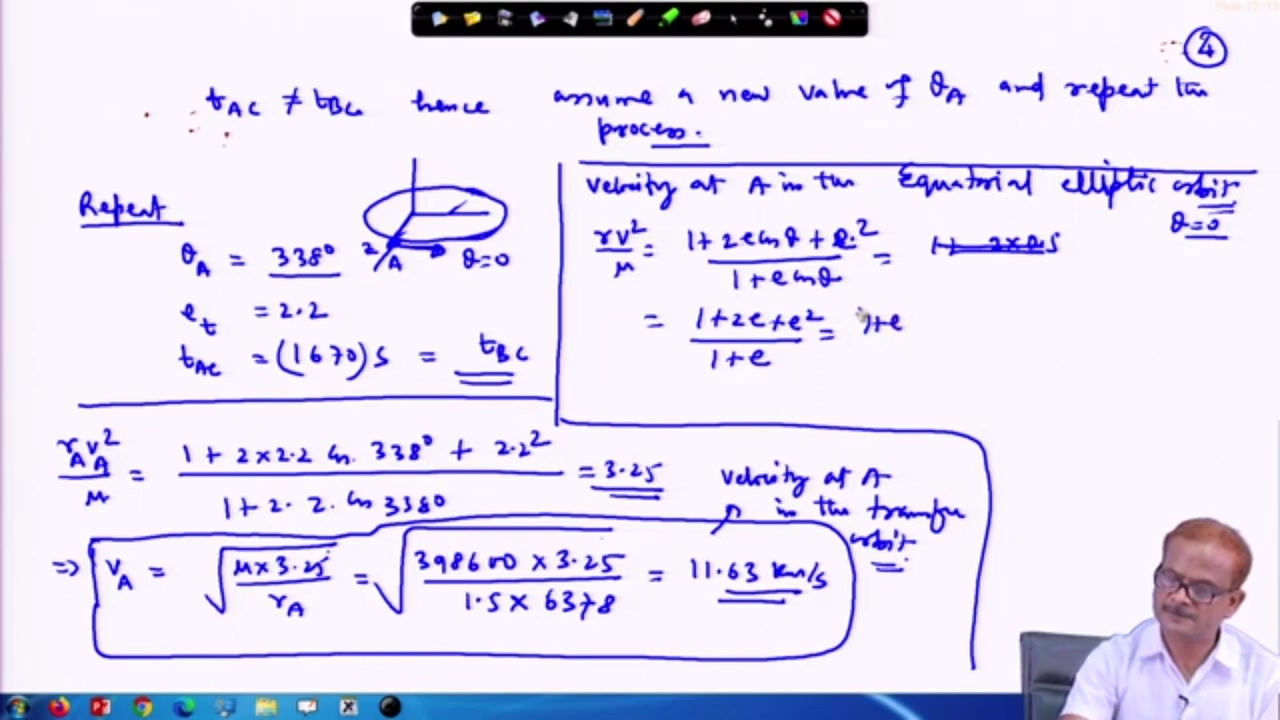 4
t_AC ≠ t_BC hence assume a new value of θ_A and repeat the
process.
Repeat
θ_A = 338°
A θ=0
e_t = 2.2
t_AC = (1670) S = t_BC
Velocity at A in the Equatorial elliptic orbit
θ=0
rv²/μ = (1 + 2e cos θ + e²)/(1 + e cos θ) = 1+ 2×0.5
= (1+2e+e²)/(1+e) = 1+e
r_A v_A²/μ = (1 + 2×2.2 cos 338° + 2.2²)/(1+2.2. cos 338°) = 3.25
velocity at A
in the transfer
orbit
⇒ V_A = √(μ×3.25/r_A) = √(398600 × 3.25/(1.5 × 6378)) = 11.63 km/s